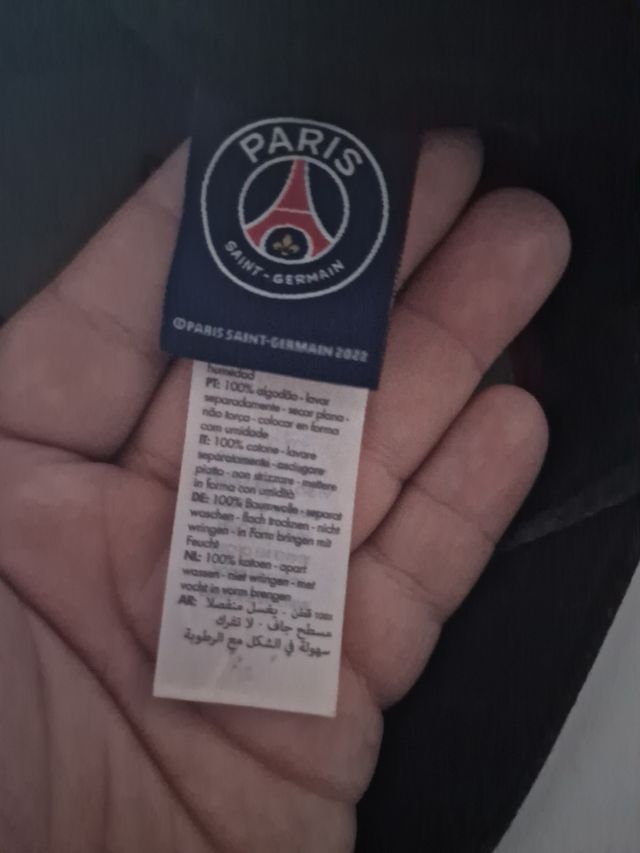 PARIS
SAINT-GERMAIN
©PARIS SAINT-GERMAIN 2022
humedad
PT: 100% algodão - lavar
separadamente - secar plano -
não torça - colocar en forma
com umidade
IT: 100% cotone - lavare
separatamente - asciugare
piatto - non strizzare - mettere
in forma con umidità
DE: 100% Baumwolle - separat
waschen - flach trocknen - nicht
wringen - in Form bringen mit
Feucht
NL: 100% katoen - apart
wassen - niet wringen - met
vocht in vorm brengen
AR: 100% قطن - يغسل منفصلا
مسطح جاف - لا تفرك
سهولة في الشكل مع الرطوبة